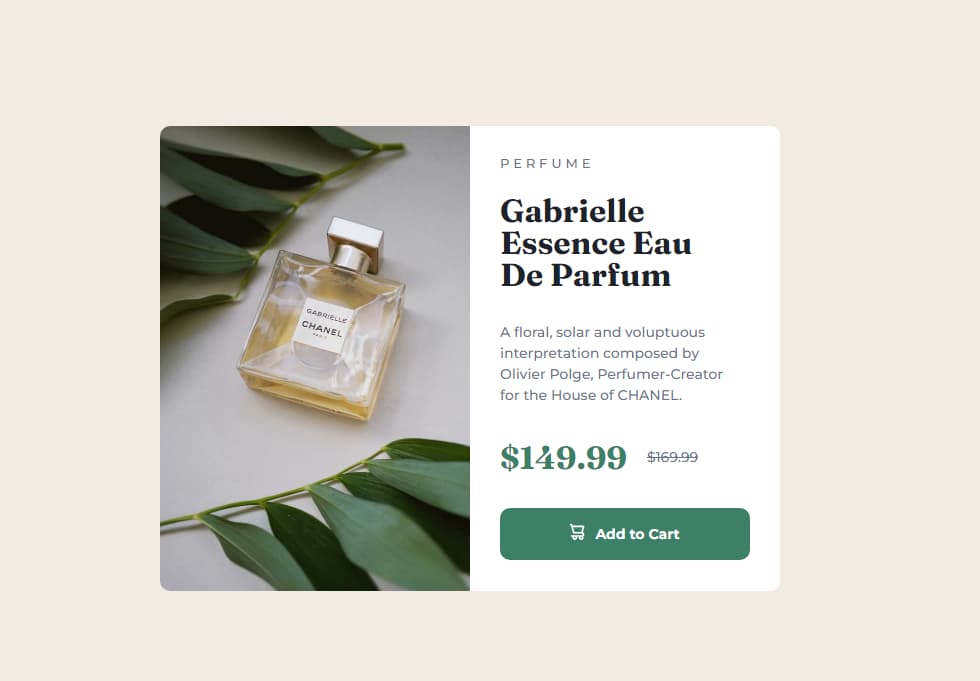 PERFUME
Gabrielle
Essence Eau
De Parfum
A floral, solar and voluptuous
interpretation composed by
Olivier Polge, Perfumer-Creator
for the House of CHANEL.
$149.99 $169.99
Add to Cart
GABRIELLE
CHANEL
PARIS